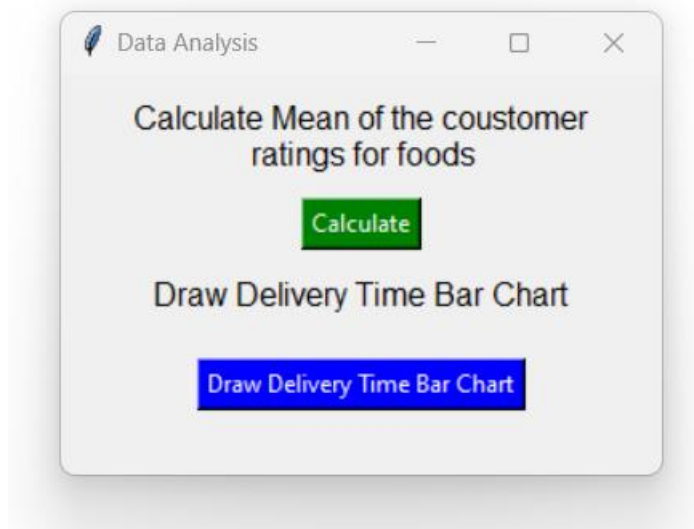 Data Analysis
Calculate Mean of the coustomer
ratings for foods
Calculate
Draw Delivery Time Bar Chart
Draw Delivery Time Bar Chart